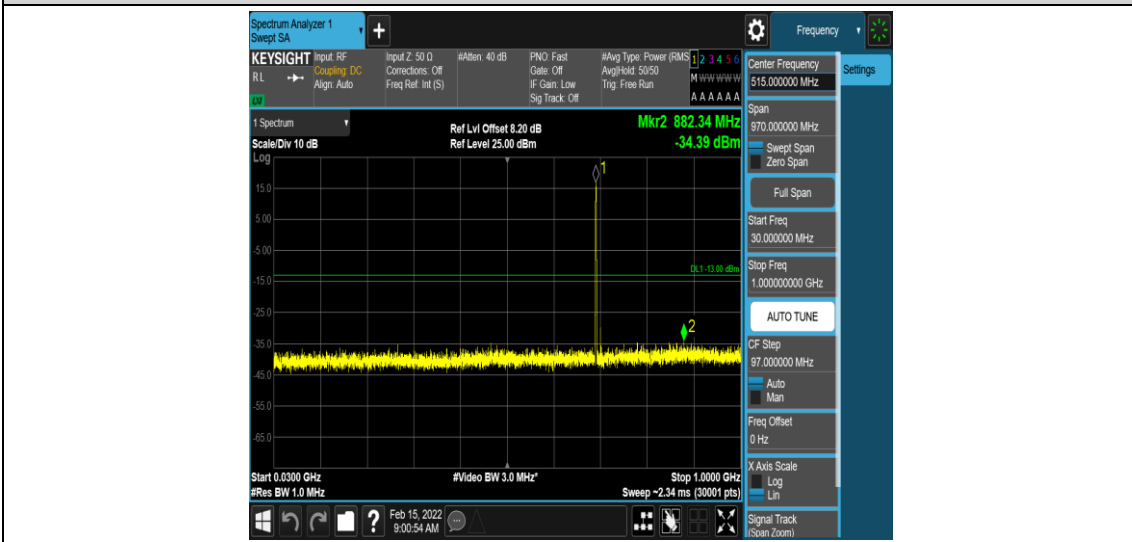 Spectrum Analyzer 1
Swept SA
+
Frequency
KEYSIGHT
RL
LXI
Input: RF
Coupling: DC
Align: Auto
Input Z: 50 Ω
Corrections: Off
Freq Ref: Int (S)
#Atten: 40 dB
PNO: Fast
Gate: Off
IF Gain: Low
Sig Track: Off
#Avg Type: Power (RMS
Avg|Hold: 50/50
Trig: Free Run
1 2 3 4 5 6
M W W W W W
A A A A A A
1 Spectrum
Scale/Div 10 dB
Log
Ref Lvl Offset 8.20 dB
Ref Level 25.00 dBm
Mkr2 882.34 MHz
-34.39 dBm
1
15.0
5.00
-5.00
DL1 -13.00 dBm
-15.0
-25.0
2
-35.0
-45.0
-55.0
-65.0
Start 0.0300 GHz
#Res BW 1.0 MHz
#Video BW 3.0 MHz*
Stop 1.0000 GHz
Sweep ~2.34 ms (30001 pts)
?
Feb 15, 2022
9:00:54 AM
Center Frequency
515.000000 MHz
Settings
Span
970.000000 MHz
Swept Span
Zero Span
Full Span
Start Freq
30.000000 MHz
Stop Freq
1.000000000 GHz
AUTO TUNE
CF Step
97.000000 MHz
Auto
Man
Freq Offset
0 Hz
X Axis Scale
Log
Lin
Signal Track
(Span Zoom)